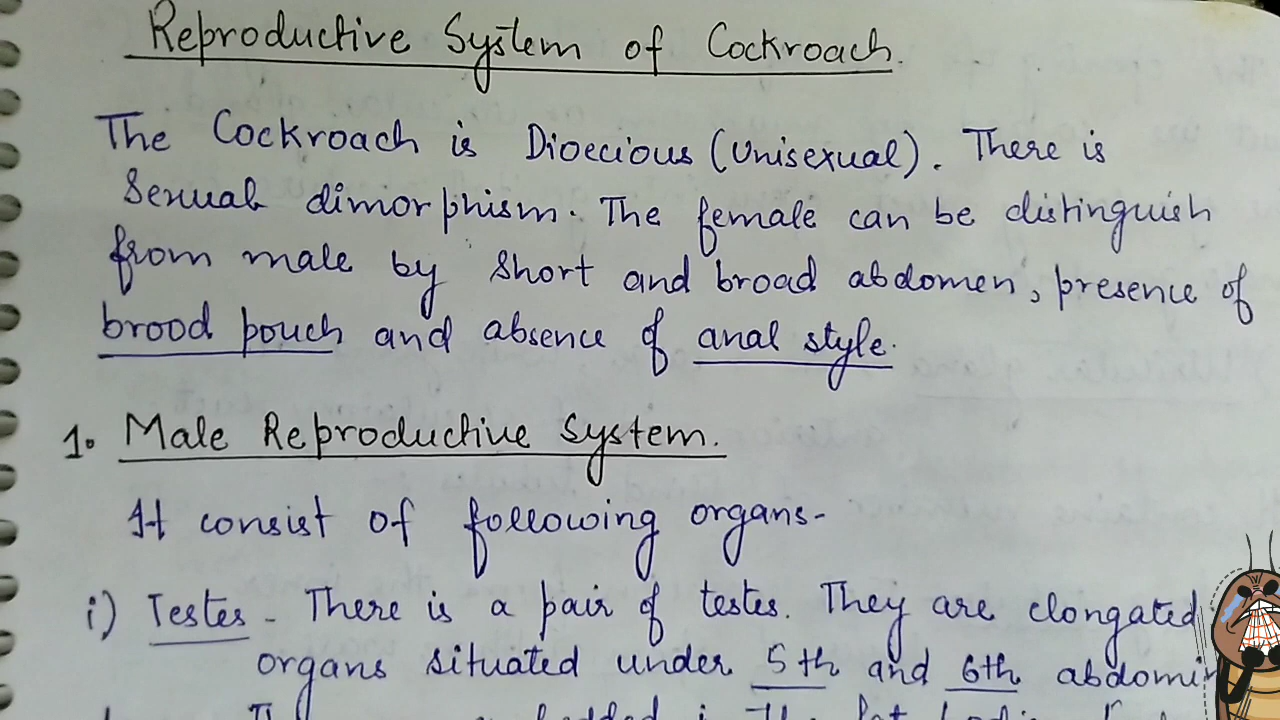 Reproductive System of Cockroach.
The Cockroach is Dioecious (Unisexual). There is
Sexual dimorphism. The female can be distinguish
from male by short and broad abdomen, presence of
brood pouch and absence of anal style.
1. Male Reproductive System.
It consist of following organs-
i) Testes - There is a pair of testes. They are elongated
organs situated under 5th and 6th